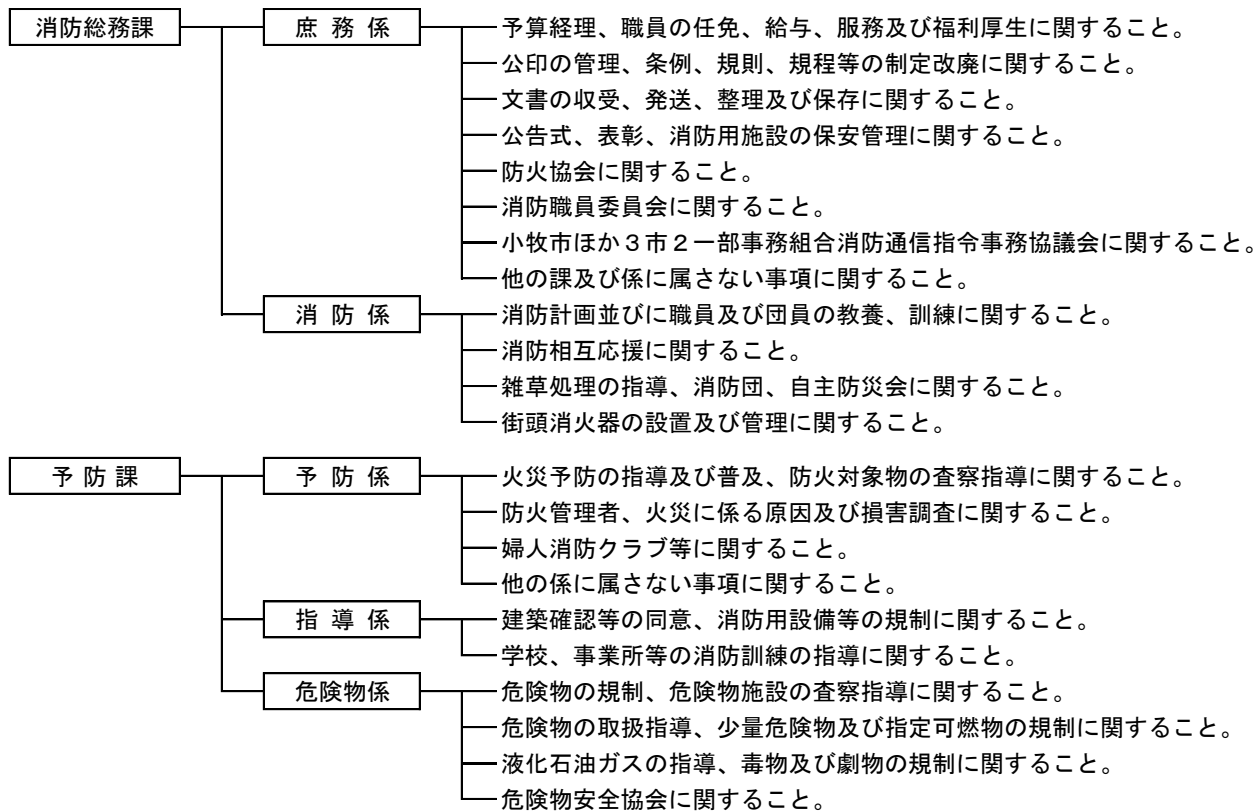 消防総務課
庶務係
予算経理、職員の任免、給与、服務及び福利厚生に関すること。
公印の管理、条例、規則、規程等の制定改廃に関すること。
文書の収受、発送、整理及び保存に関すること。
公告式、表彰、消防用施設の保安管理に関すること。
防火協会に関すること。
消防職員委員会に関すること。
小牧市ほか３市２一部事務組合消防通信指令事務協議会に関すること。
他の課及び係に属さない事項に関すること。
消防係
消防計画並びに職員及び団員の教養、訓練に関すること。
消防相互応援に関すること。
雑草処理の指導、消防団、自主防災会に関すること。
街頭消火器の設置及び管理に関すること。
予防課
予防係
火災予防の指導及び普及、防火対象物の査察指導に関すること。
防火管理者、火災に係る原因及び損害調査に関すること。
婦人消防クラブ等に関すること。
他の係に属さない事項に関すること。
指導係
建築確認等の同意、消防用設備等の規制に関すること。
学校、事業所等の消防訓練の指導に関すること。
危険物係
危険物の規制、危険物施設の査察指導に関すること。
危険物の取扱指導、少量危険物及び指定可燃物の規制に関すること。
液化石油ガスの指導、毒物及び劇物の規制に関すること。
危険物安全協会に関すること。